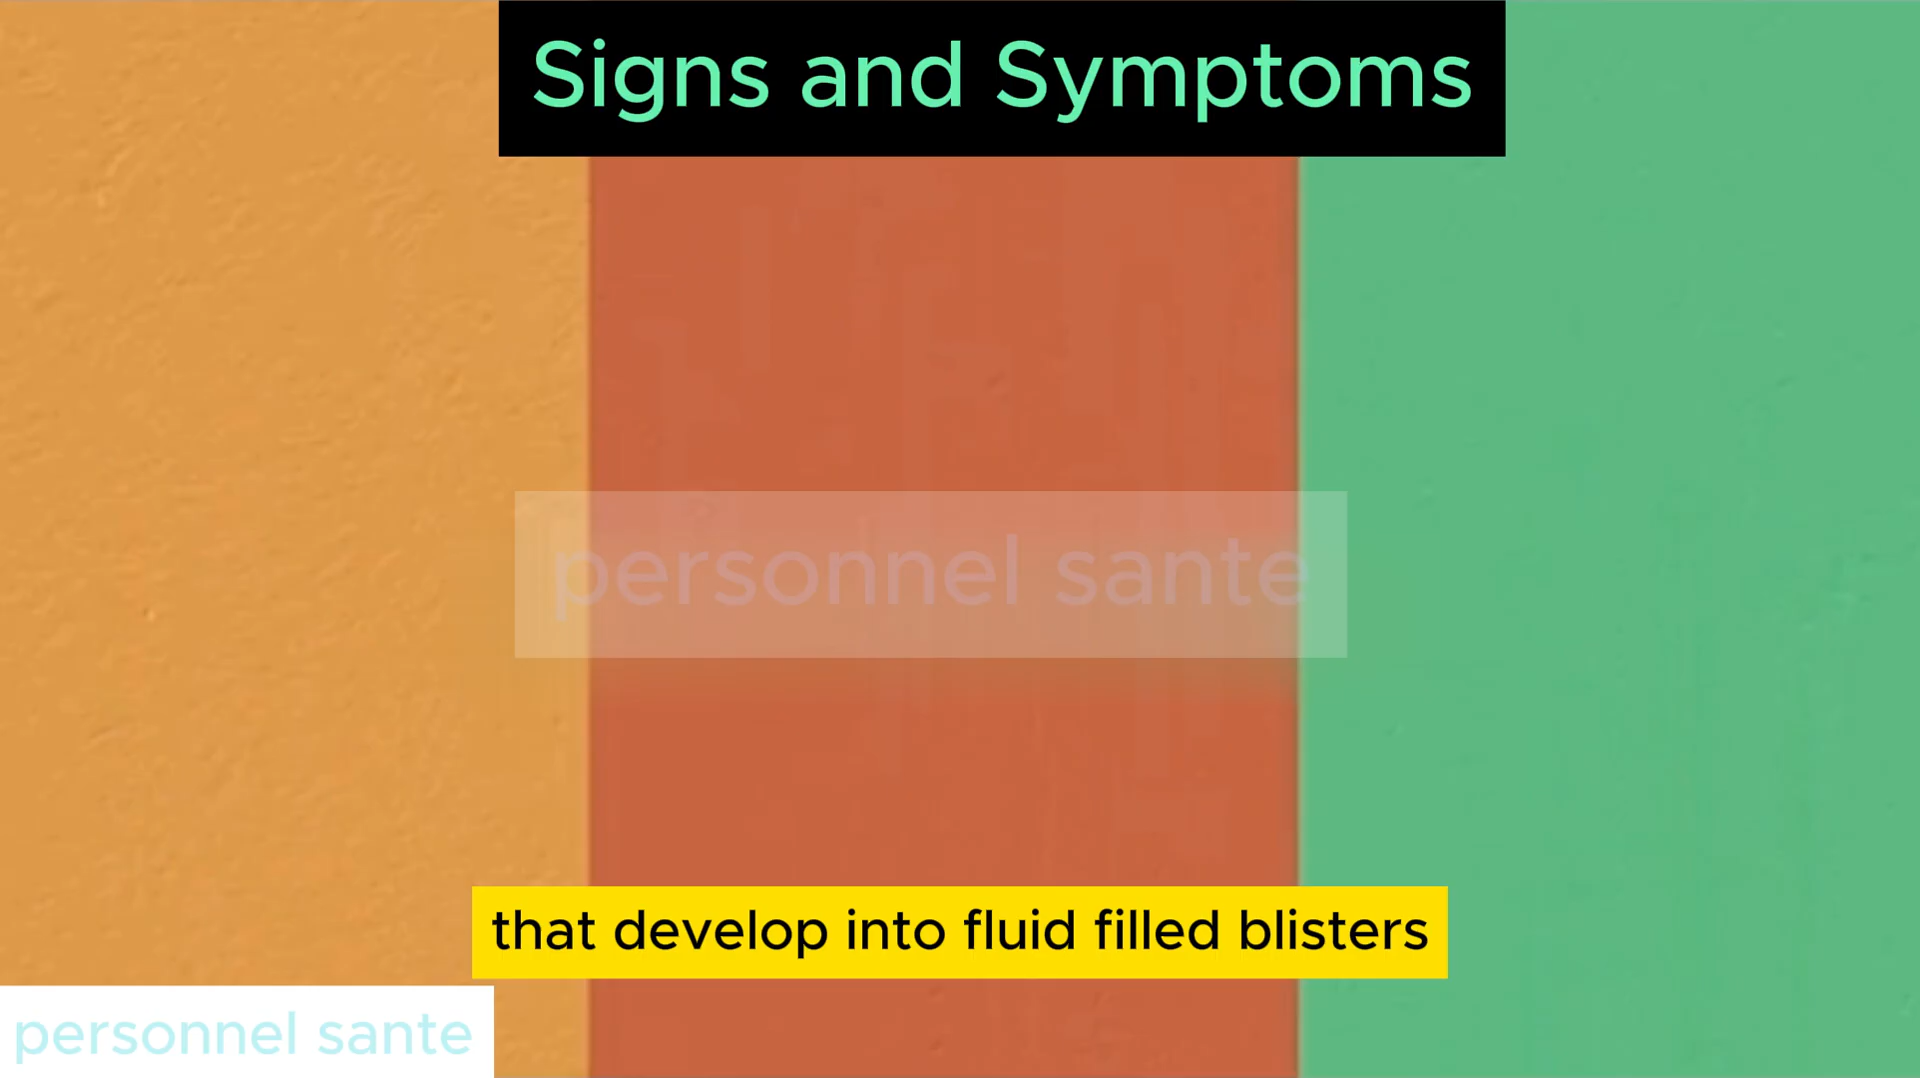 Signs and Symptoms
personnel sante
that develop into fluid filled blisters
personnel sante